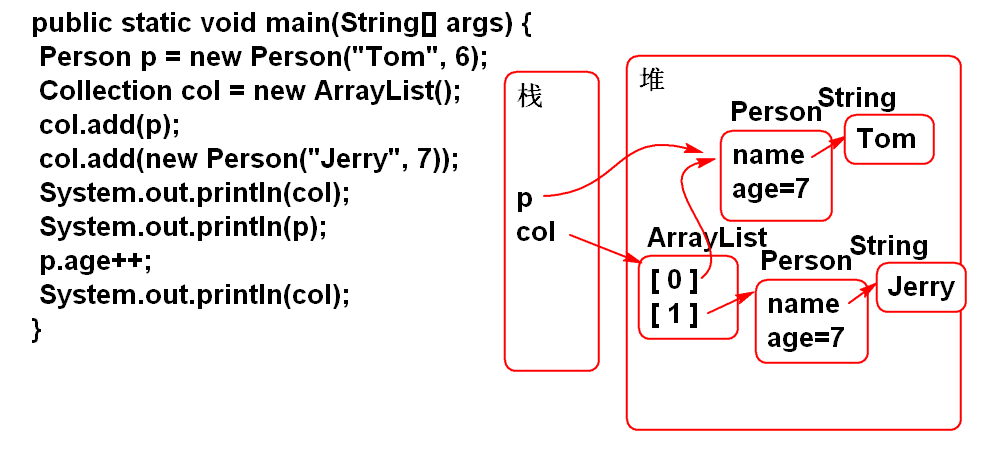 public static void main(String[] args) {
Person p = new Person("Tom", 6);
Collection col = new ArrayList();
col.add(p);
col.add(new Person("Jerry", 7));
System.out.println(col);
System.out.println(p);
p.age++;
System.out.println(col);
}
栈
p
col
堆
Person
String
name
age=7
Tom
ArrayList
[ 0 ]
[ 1 ]
Person
String
name
age=7
Jerry